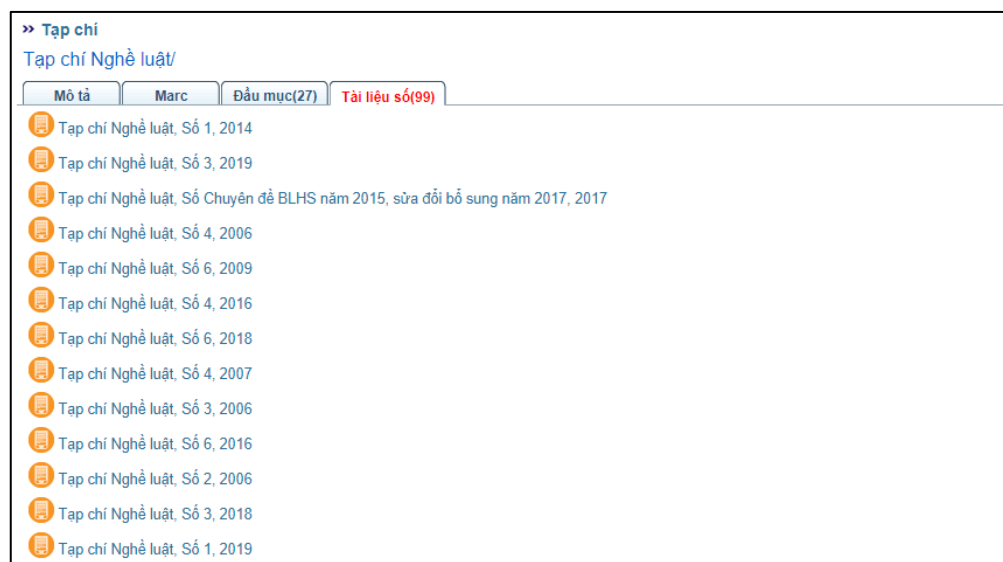 » Tạp chí
Tạp chí Nghề luật/
Mô tả Marc Đầu mục(27) Tài liệu số(99)
Tạp chí Nghề luật, Số 1, 2014
Tạp chí Nghề luật, Số 3, 2019
Tạp chí Nghề luật, Số Chuyên đề BLHS năm 2015, sửa đổi bổ sung năm 2017, 2017
Tạp chí Nghề luật, Số 4, 2006
Tạp chí Nghề luật, Số 6, 2009
Tạp chí Nghề luật, Số 4, 2016
Tạp chí Nghề luật, Số 6, 2018
Tạp chí Nghề luật, Số 4, 2007
Tạp chí Nghề luật, Số 3, 2006
Tạp chí Nghề luật, Số 6, 2016
Tạp chí Nghề luật, Số 2, 2006
Tạp chí Nghề luật, Số 3, 2018
Tạp chí Nghề luật, Số 1, 2019